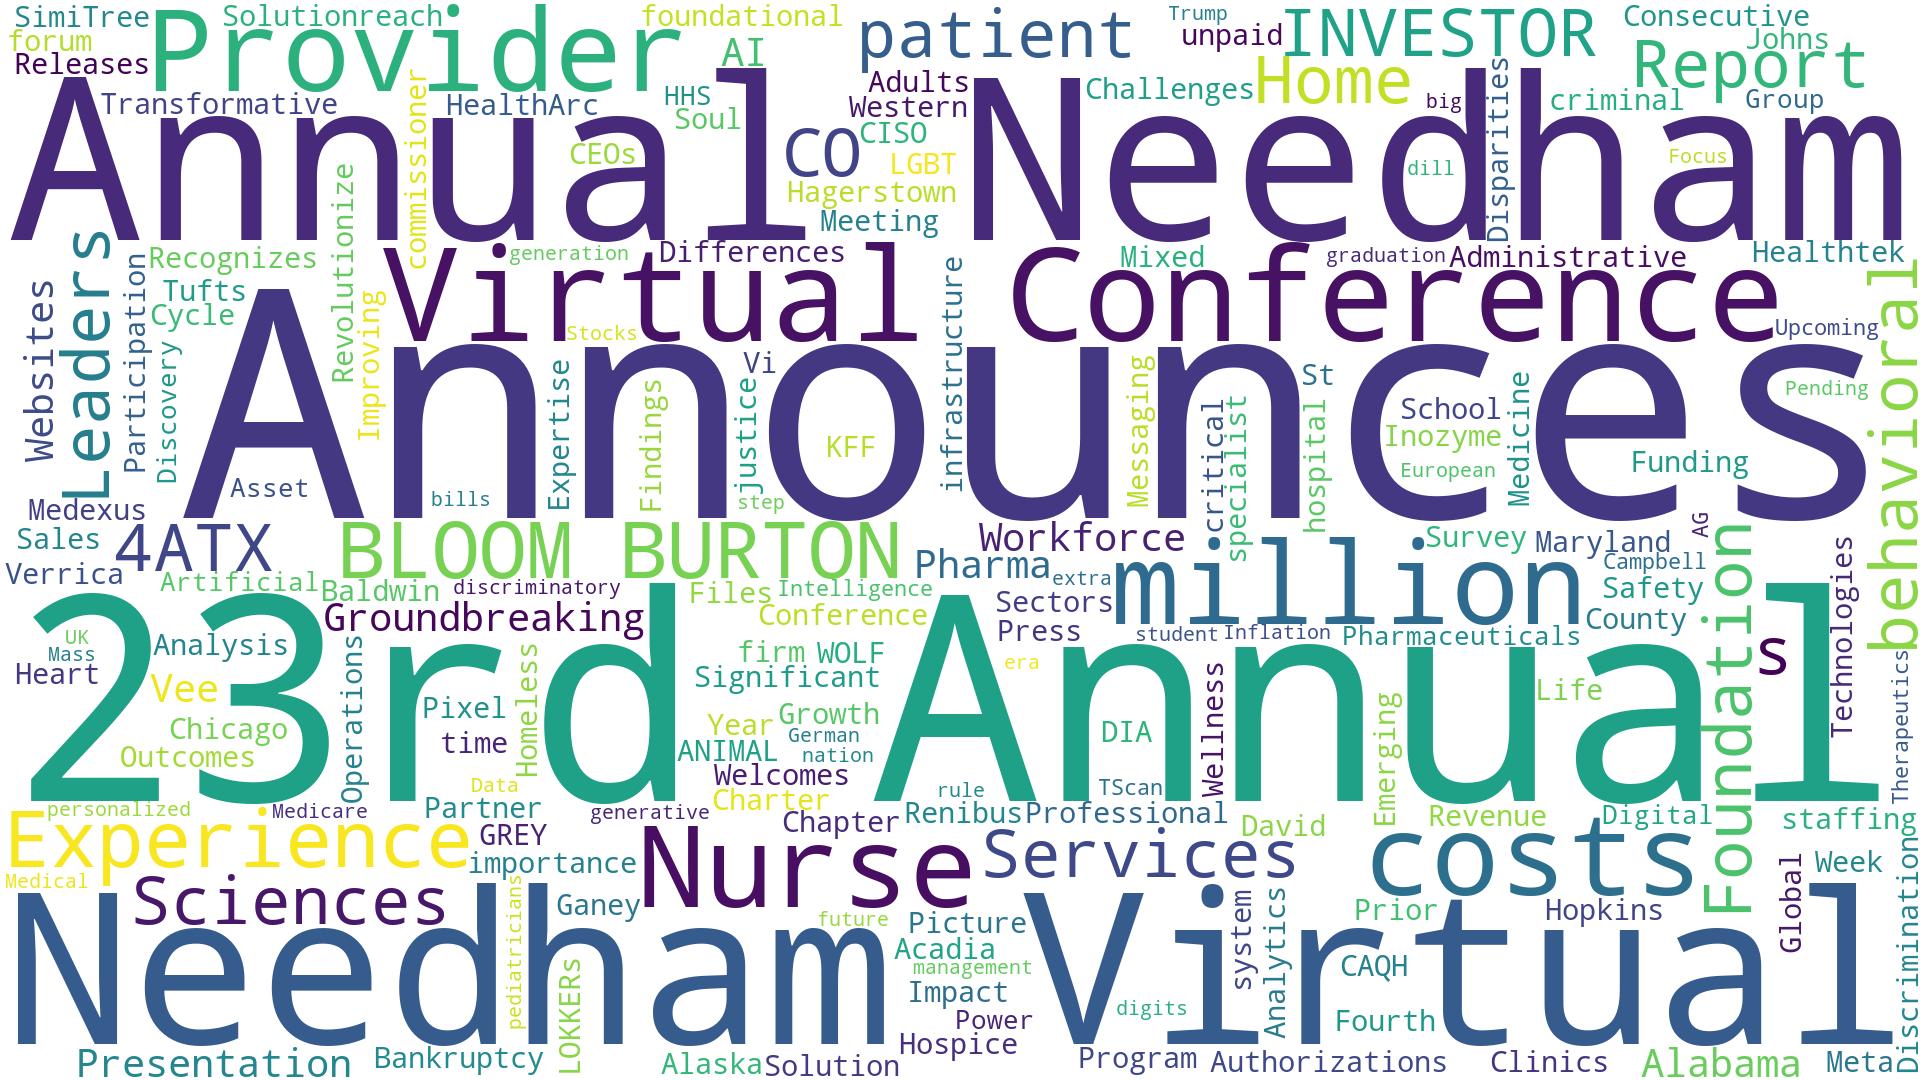 SimiTree
Solutionreach
foundational
Trump
Consecutive
forum
Provider
AI
patient
unpaid
INVESTOR
Johns
Releases
Report
Annual Needham
Transformative
commissioner
HealthArc
HHS
Soul
Adults
Western
Challenges
Home
big
Disparities
criminal
Group
CEOs
CO
CISO
LGBT
Hagerstown
Meeting
dill
Focus
Revolutionize
Leaders
Recognizes
generation
Differences
Mixed
graduation
Administrative
Healthtek
Websites
Participation
Tufts
Cycle
Discovery
Improving
Virtual Conference
Stocks
infrastructure
Upcoming
behavioral
Announces
Expertise
Findings
justice
Vi
KFF
step
Messaging
critical
specialist
St
hospital
School
Inozyme
European
Medicine
Funding
Pending
Asset
bills
Medexus
Sales
4ATX
BLOOM BURTON
Workforce
Survey
Maryland
AG
Verrica
Artificial
Baldwin
discriminatory
Files
Intelligence
Pharma
extra
million
Campbell
Safety
Foundation
Technologies
Groundbreaking
Conference
Sectors
Press
student
Inflation
Pharmaceuticals
County
23rd Annual
UK
Mass
Heart
Analysis
Vee
Chicago
Outcomes
Operations
Pixel
time
Homeless
firm
WOLF
Significant
Year
Growth
ANIMAL
German
nation
era
DIA
Wellness
Emerging
Life
s
Therapeutics
Welcomes
Data
Charter
rule
TScan
personalized
Medicare
Partner
generative
Chapter
Renibus
Professional
David
Revenue
Digital
staffing
Experience
GREY
importance
Nurse
Services
costs
Global
Week
Medical
Sciences
pediatricians
Ganey
future
Picture
system
Analytics
Prior
Hopkins
Discrimination
Needham Virtual
LOKKERs
Acadia
management
Impact
Power
Hospice
digits
CAQH
Fourth
Presentation
Bankruptcy
Alaska
Solution
Program
Authorizations
Clinics
Alabama
Meta